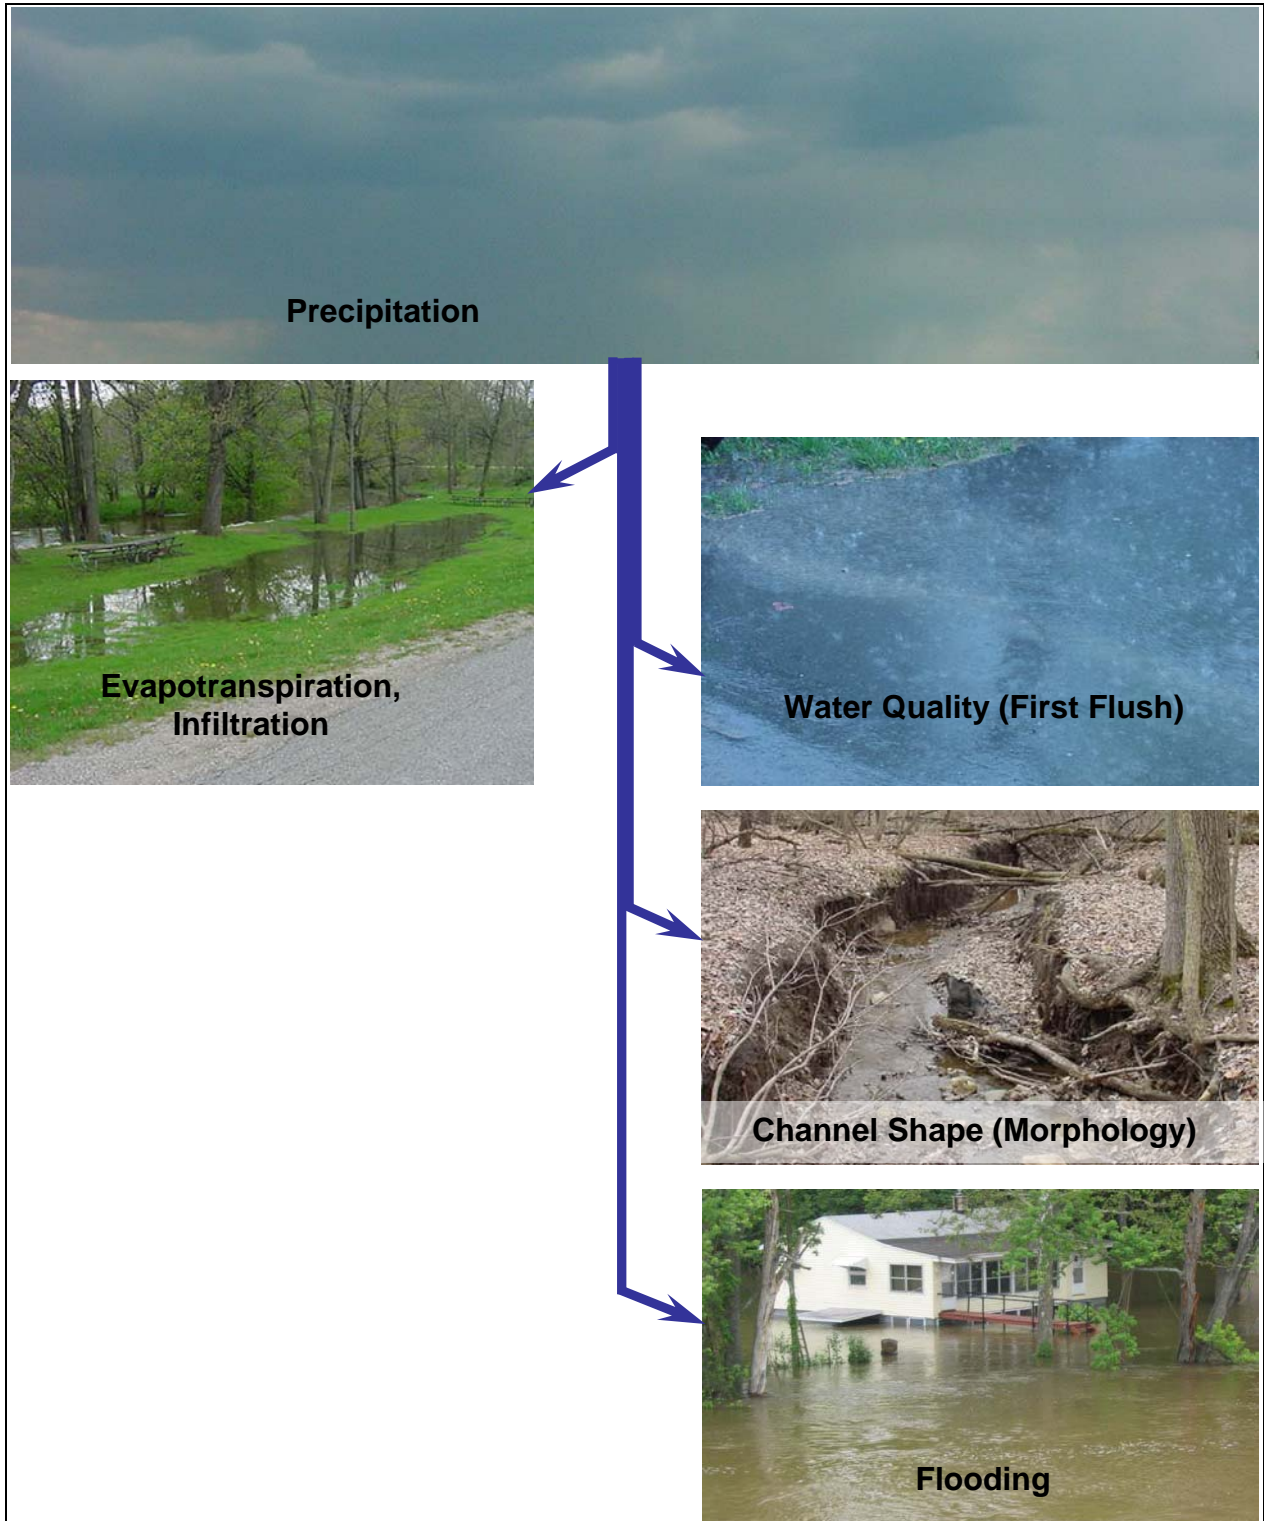 Precipitation
Evapotranspiration,
Infiltration
Water Quality (First Flush)
Channel Shape (Morphology)
Flooding